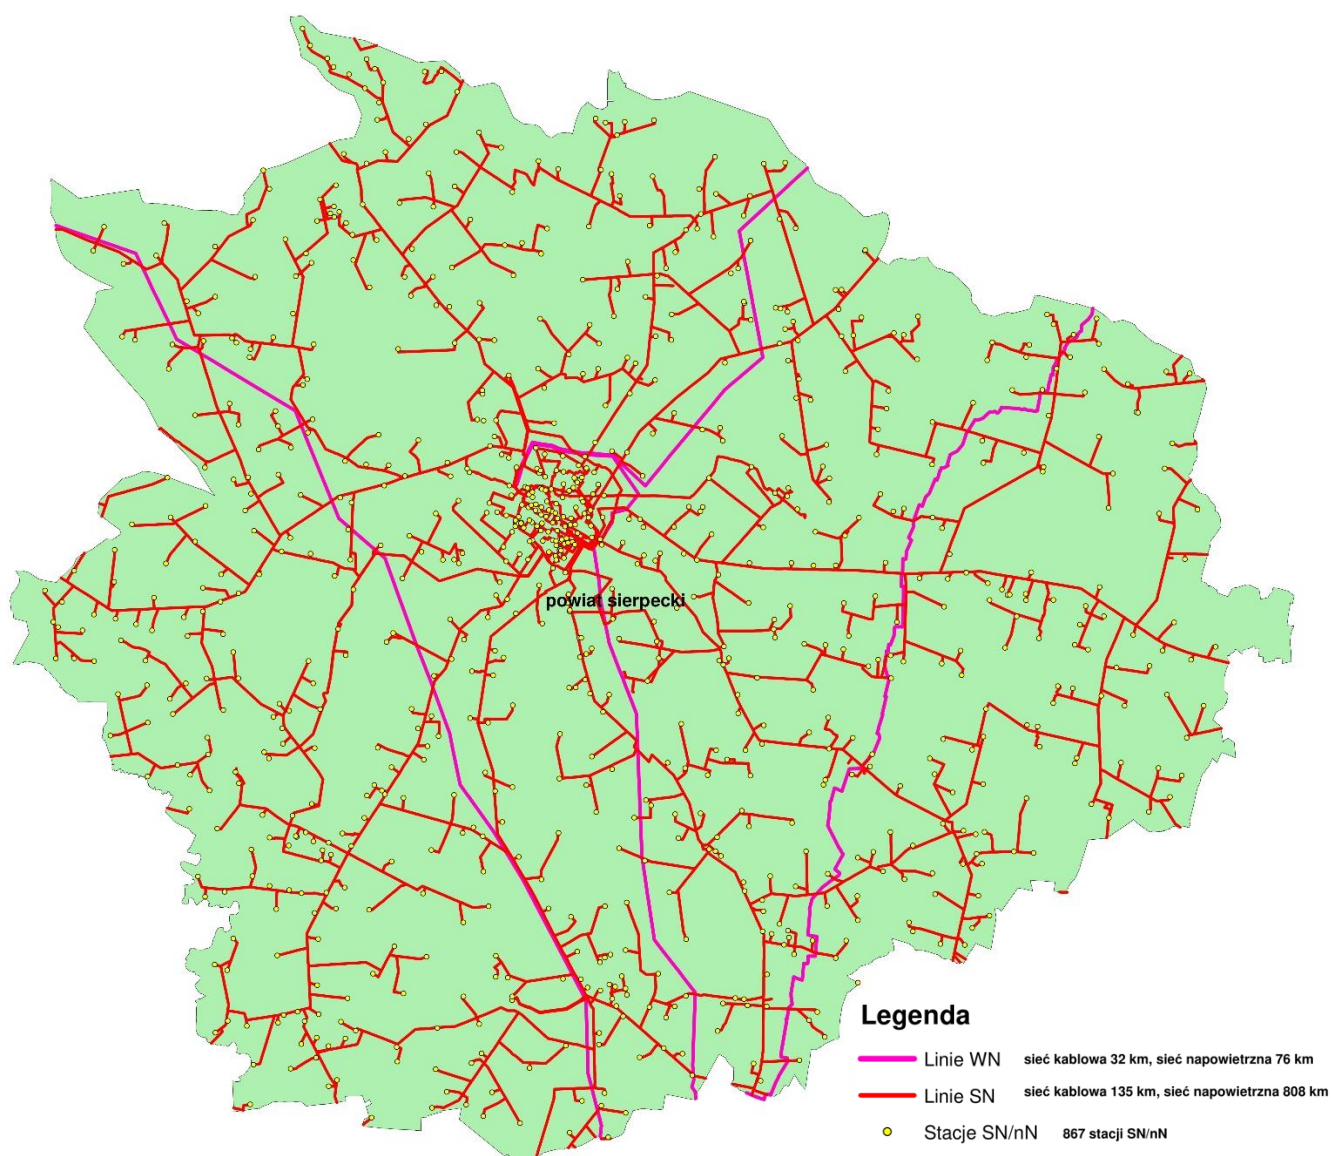 powiat sierpecki
Legenda
Linie WN sieć kablowa 32 km, sieć napowietrzna 76 km
Linie SN sieć kablowa 135 km, sieć napowietrzna 808 km
Stacje SN/nN 867 stacji SN/nN